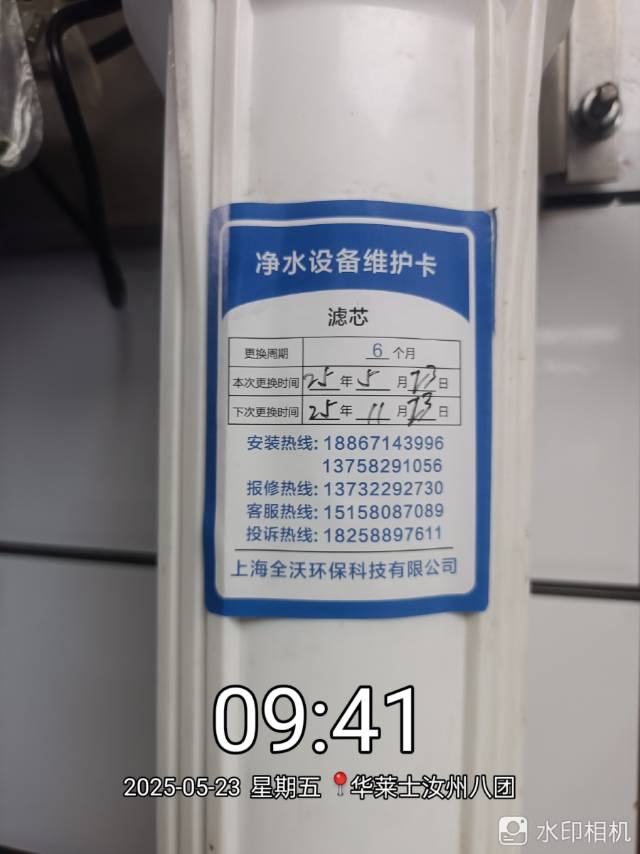 净水设备维护卡
滤芯
更换周期 6 个月
本次更换时间 25 年 5 月 23 日
下次更换时间 25 年 11 月 23 日
安装热线: 18867143996
13758291056
报修热线: 13732292730
客服热线: 15158087089
投诉热线: 18258897611
上海全沃环保科技有限公司
09:41
2025-05-23 星期五 华莱士汝州八团
水印相机